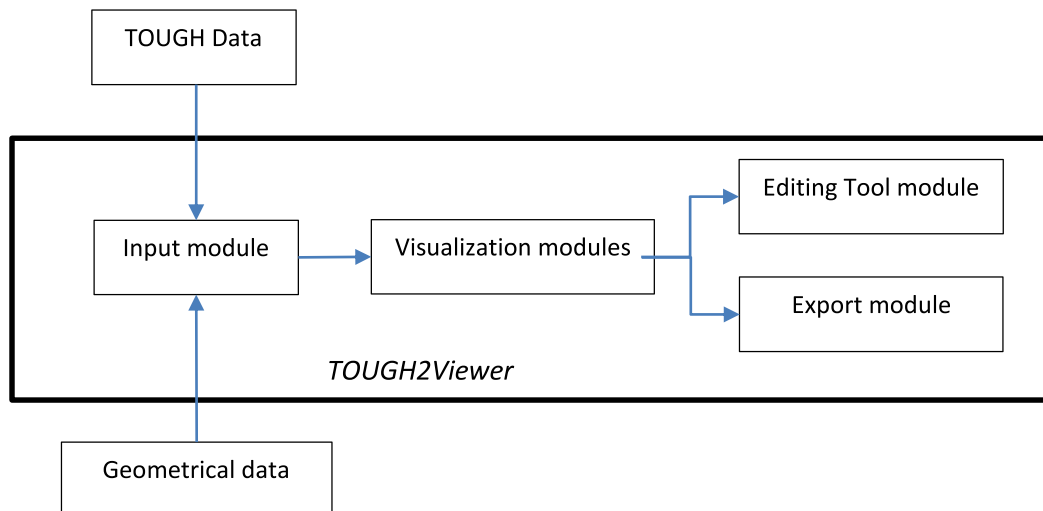 TOUGH Data
Editing Tool module
Input module
Visualization modules
Export module
TOUGH2Viewer
Geometrical data